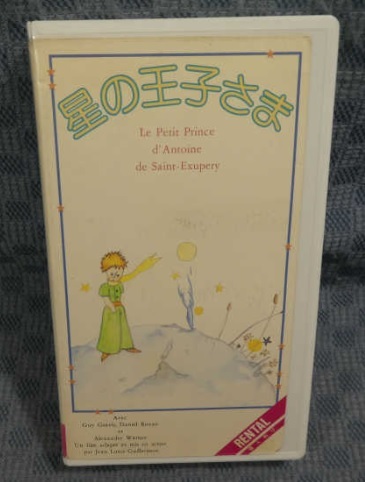 星の王子さま
Le Petit Prince
d'Antoine
de Saint-Exupery
Avec
Guy Gravis, Daniel Royan
et
Alexandre Warner
Un film adapté et mis en scène
par Jean Louis Guillermou
RENTAL